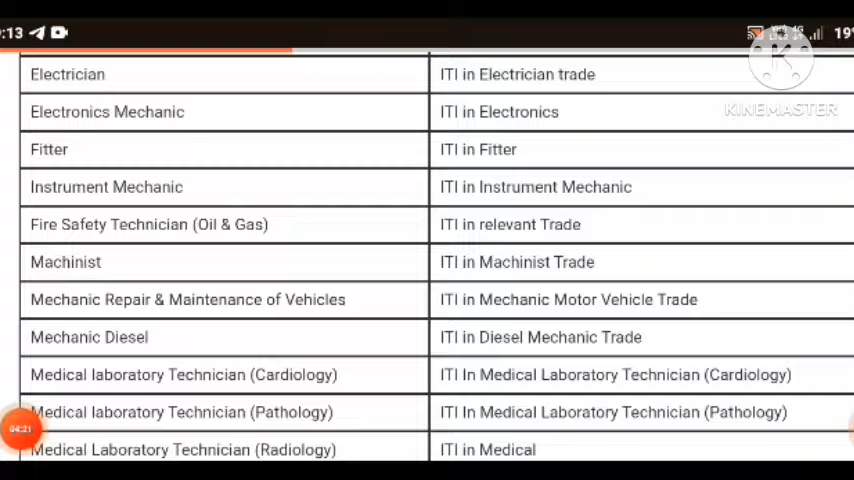 :13 19%
KINEMASTER
Electrician ITI in Electrician trade
Electronics Mechanic ITI in Electronics
Fitter ITI in Fitter
Instrument Mechanic ITI in Instrument Mechanic
Fire Safety Technician (Oil & Gas) ITI in relevant Trade
Machinist ITI in Machinist Trade
Mechanic Repair & Maintenance of Vehicles ITI in Mechanic Motor Vehicle Trade
Mechanic Diesel ITI in Diesel Mechanic Trade
Medical laboratory Technician (Cardiology) ITI In Medical Laboratory Technician (Cardiology)
Medical laboratory Technician (Pathology) ITI In Medical Laboratory Technician (Pathology)
04:21
Medical Laboratory Technician (Radiology) ITI in Medical